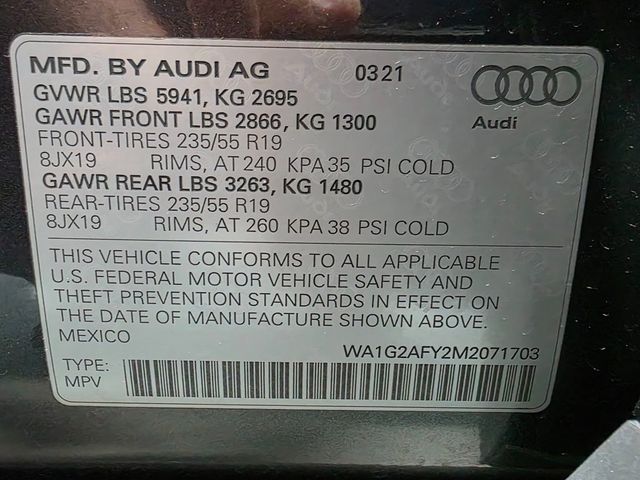 MFD. BY AUDI AG 0321
GVWR LBS 5941, KG 2695
GAWR FRONT LBS 2866, KG 1300
FRONT-TIRES 235/55 R19
8JX19 RIMS, AT 240 KPA 35 PSI COLD
GAWR REAR LBS 3263, KG 1480
REAR-TIRES 235/55 R19
8JX19 RIMS, AT 260 KPA 38 PSI COLD
Audi
THIS VEHICLE CONFORMS TO ALL APPLICABLE
U.S. FEDERAL MOTOR VEHICLE SAFETY AND
THEFT PREVENTION STANDARDS IN EFFECT ON
THE DATE OF MANUFACTURE SHOWN ABOVE.
MEXICO
WA1G2AFY2M2071703
TYPE:
MPV